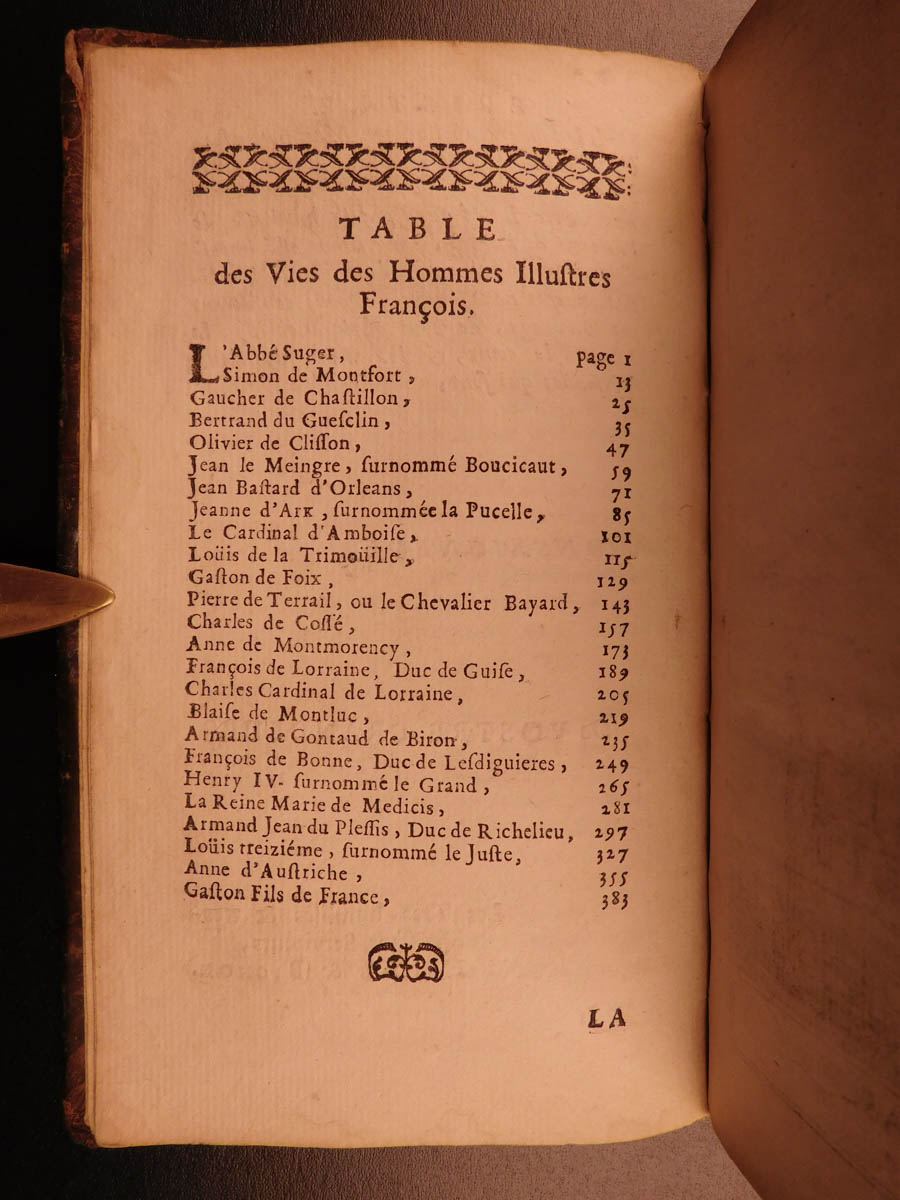 TABLE
des Vies des Hommes Illuſtres
François.
L'Abbé Suger, page 1
Simon de Montfort, 13
Gaucher de Chaſtillon, 25
Bertrand du Gueſclin, 35
Olivier de Cliſſon, 47
Jean le Meingre, ſurnommé Boucicaut, 59
Jean Baſtard d'Orleans, 71
Jeanne d'Ark, ſurnommée la Pucelle, 85
Le Cardinal d'Amboiſe, 101
Loüis de la Trimoüille, 115
Gaſton de Foix, 129
Pierre de Terrail, ou le Chevalier Bayard, 143
Charles de Coſſé, 157
Anne de Montmorency, 173
François de Lorraine, Duc de Guiſe, 189
Charles Cardinal de Lorraine, 205
Blaiſe de Montluc, 219
Armand de Gontaud de Biron, 235
François de Bonne, Duc de Leſdiguieres, 249
Henry IV- ſurnommé le Grand, 265
La Reine Marie de Medicis, 281
Armand Jean du Pleſſis, Duc de Richelieu, 297
Loüis treiziéme, ſurnommé le Juſte, 327
Anne d'Auſtriche, 355
Gaſton Fils de France, 383
LA